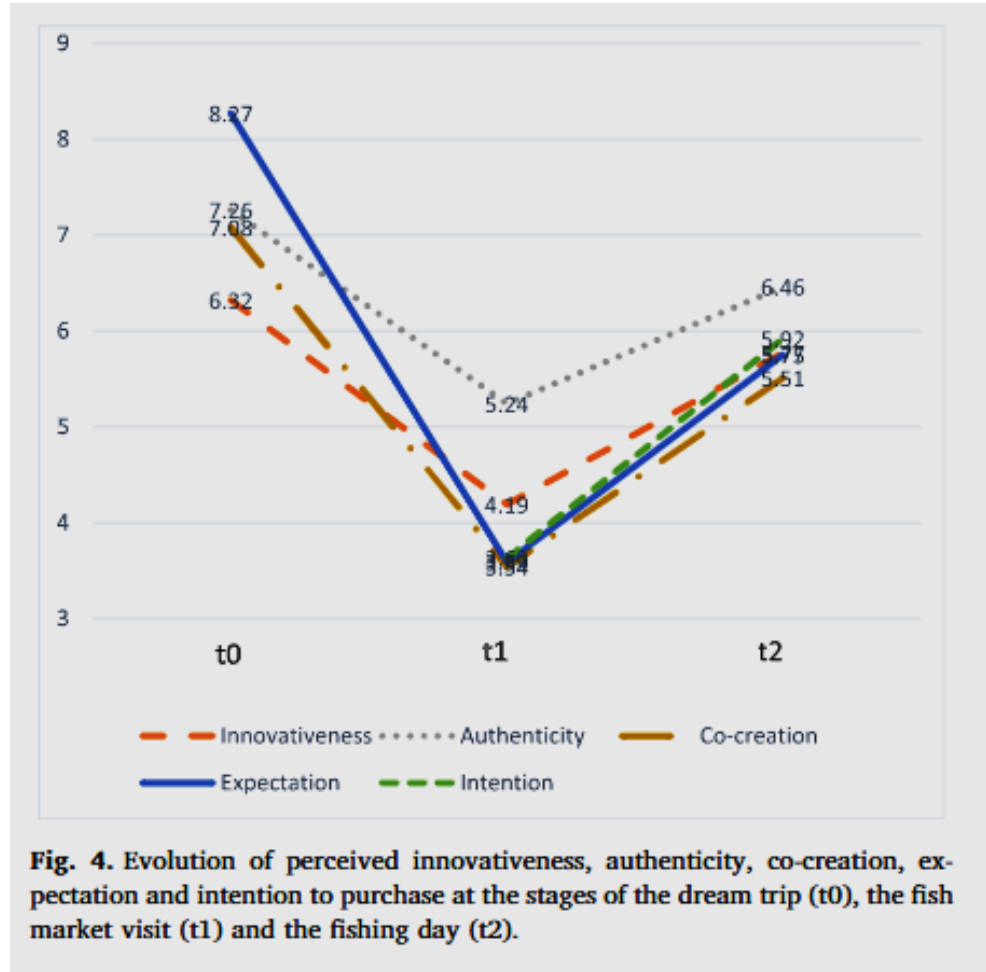 9
8.27
8
7.26
7.08
7
6.32
6.46
6
5.92
5.51
5.24
5
4.19
4
3.54
3
t0 t1 t2
Innovativeness Authenticity Co-creation
Expectation Intention
Fig. 4. Evolution of perceived innovativeness, authenticity, co-creation, ex-
pectation and intention to purchase at the stages of the dream trip (t0), the fish
market visit (t1) and the fishing day (t2).